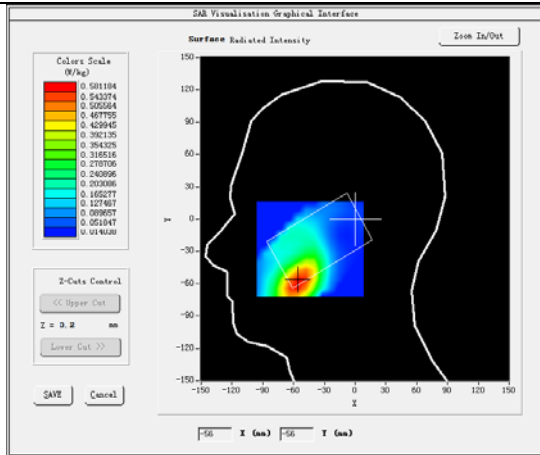 SAR Visualisation Graphical Interface
Surface Radiated Intensity
Zoom In/Out
Colors Scale
(W/kg)
0.581184
0.543374
0.505564
0.467755
0.429945
0.392135
0.354325
0.316516
0.278706
0.240896
0.203086
0.165277
0.127467
0.089657
0.051847
0.014038
150
120
90
60
30
0
-30
-60
-90
-120
-150
Y
-150 -120 -90 -60 -30 0 30 60 90 120 150
X
Z-Cuts Control
<< Upper Cut
Z = 3.2 mm
Lower Cut >>
SAVE Cancel
-56 X (mm) -56 Y (mm)